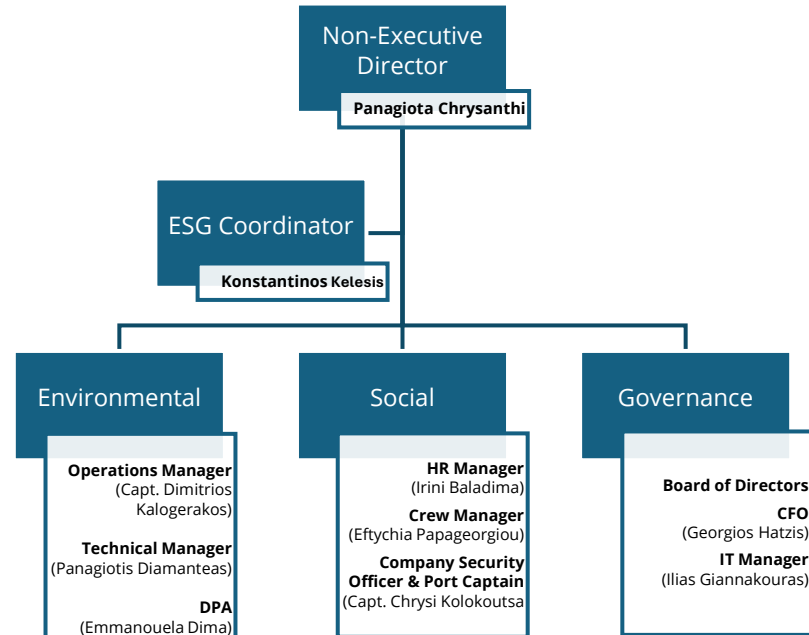 Non-Executive
Director
Panagiota Chrysanthi
ESG Coordinator
Konstantinos Kelesis
Environmental
Operations Manager
(Capt. Dimitrios
Kalogerakos)
Technical Manager
(Panagiotis Diamanteas)
DPA
(Emmanouela Dima)
Social
HR Manager
(Irini Baladima)
Crew Manager
(Eftychia Papageorgiou)
Company Security
Officer & Port Captain
(Capt. Chrysi Kolokoutsa
Governance
Board of Directors
CFO
(Georgios Hatzis)
IT Manager
(Ilias Giannakouras)